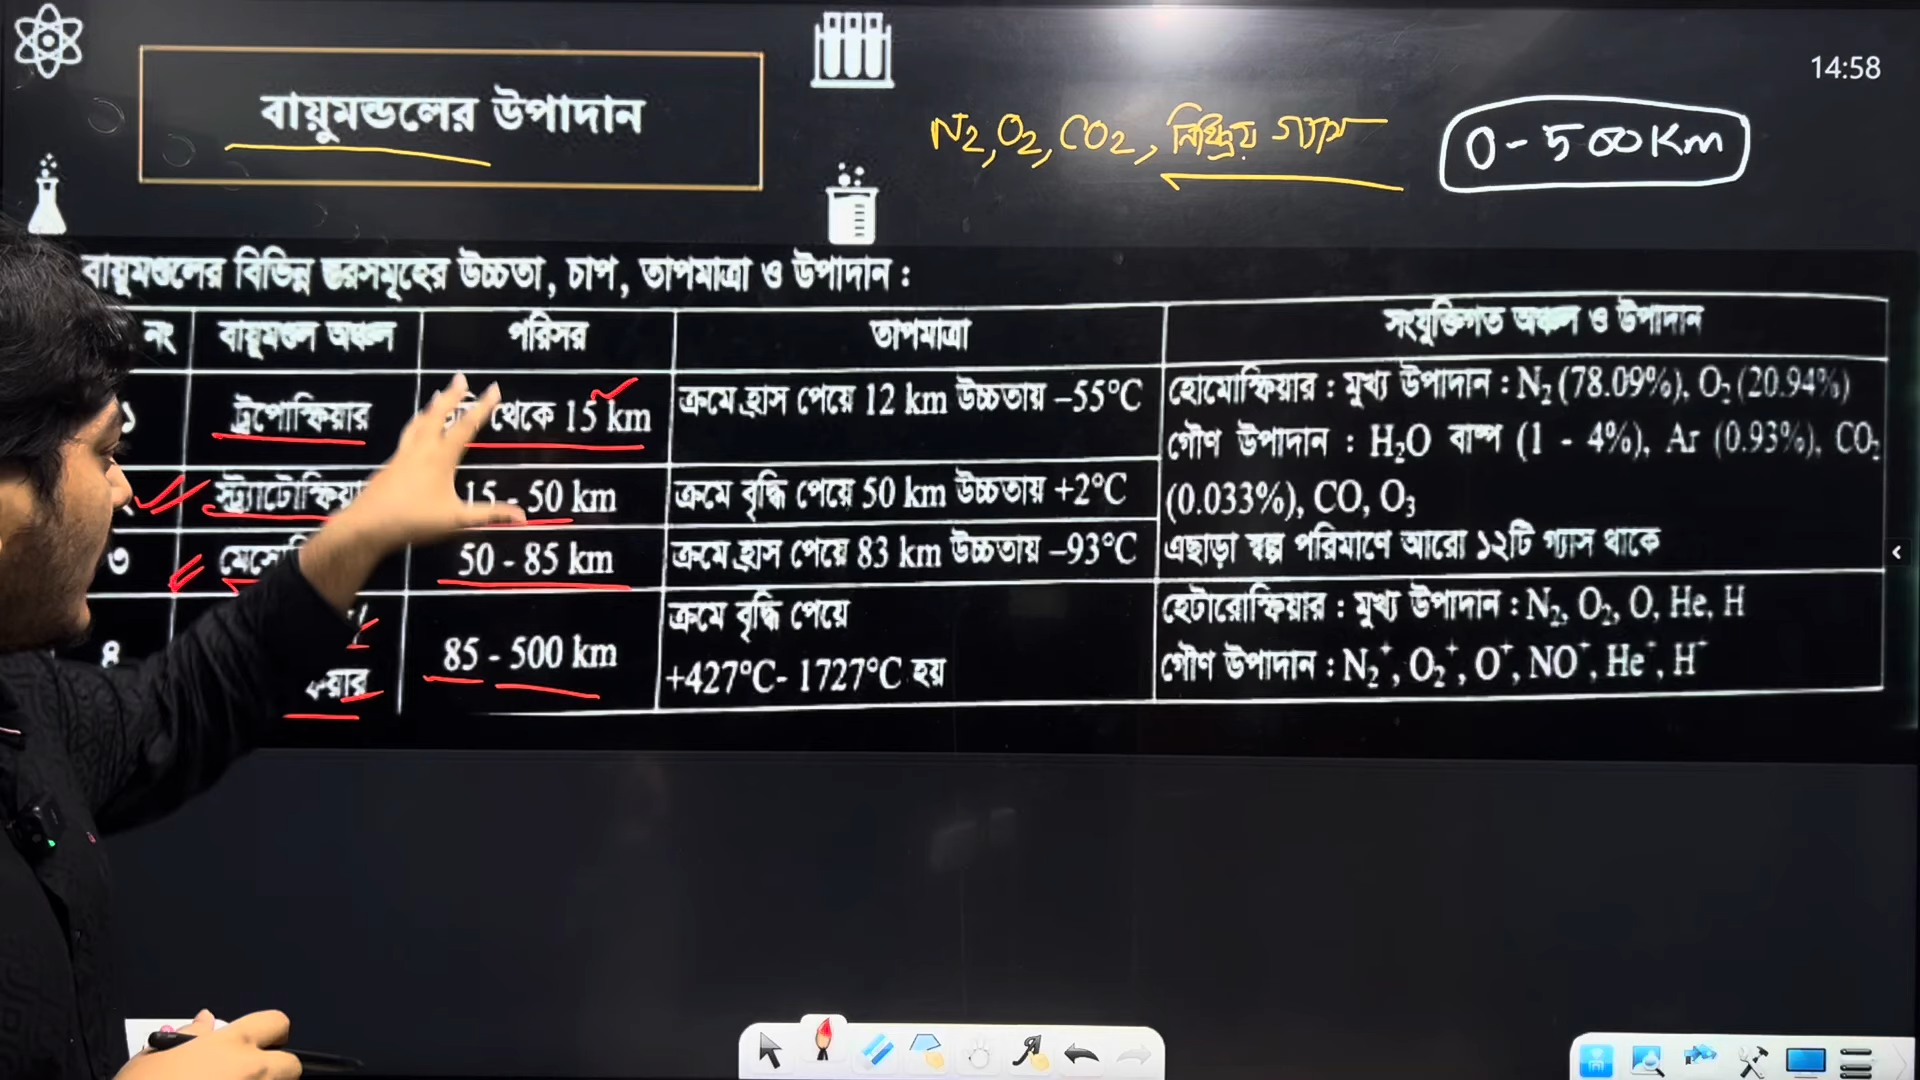 14:58
বায়ুমন্ডলের উপাদান
N2, O2, CO2, নিষ্ক্রিয় গ্যাস
0 - 500 Km
বায়ুমণ্ডলের বিভিন্ন স্তরসমূহের উচ্চতা, চাপ, তাপমাত্রা ও উপাদান :
নং বায়ুমণ্ডল অঞ্চল পরিসর তাপমাত্রা সংযুক্তিগত অঞ্চল ও উপাদান
১ ট্রপোস্ফিয়ার থেকে 15 km ক্রমে হ্রাস পেয়ে 12 km উচ্চতায় –55°C
হোমোস্ফিয়ার : মুখ্য উপাদান : N₂ (78.09%), O₂ (20.94%)
গৌণ উপাদান : H₂O বাষ্প (1 - 4%), Ar (0.93%), CO₂
(0.033%), CO, O₃
এছাড়া স্বল্প পরিমাণে আরো ১২টি গ্যাস থাকে
15 - 50 km ক্রমে বৃদ্ধি পেয়ে 50 km উচ্চতায় +2°C
৩ 50 - 85 km ক্রমে হ্রাস পেয়ে 83 km উচ্চতায় –93°C
৪ 85 - 500 km ক্রমে বৃদ্ধি পেয়ে
+427°C- 1727°C হয়
হেটারোস্ফিয়ার : মুখ্য উপাদান : N₂, O₂, O, He, H
গৌণ উপাদান : N₂⁺, O₂⁺, O⁺, NO⁺, He⁺, H⁺